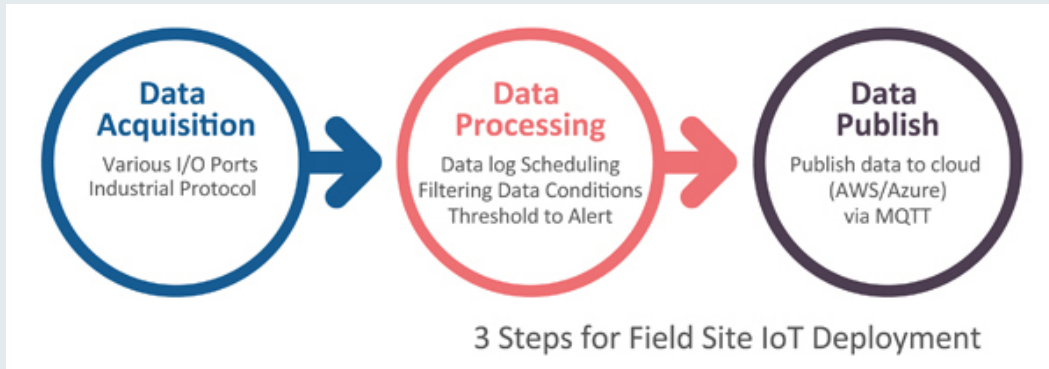 Data
Acquisition
Various I/O Ports
Industrial Protocol
Data
Processing
Data log Scheduling
Filtering Data Conditions
Threshold to Alert
Data
Publish
Publish data to cloud
(AWS/Azure)
via MQTT
3 Steps for Field Site IoT Deployment